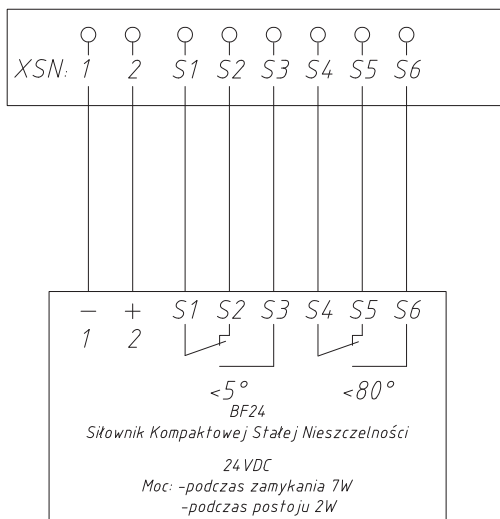 XSN: 1 2 S1 S2 S3 S4 S5 S6
− + S1 S2 S3 S4 S5 S6
1 2
<5° <80°
BF24
Siłownik Kompaktowej Stałej Nieszczelności
24VDC
Moc: -podczas zamykania 7W
-podczas postoju 2W